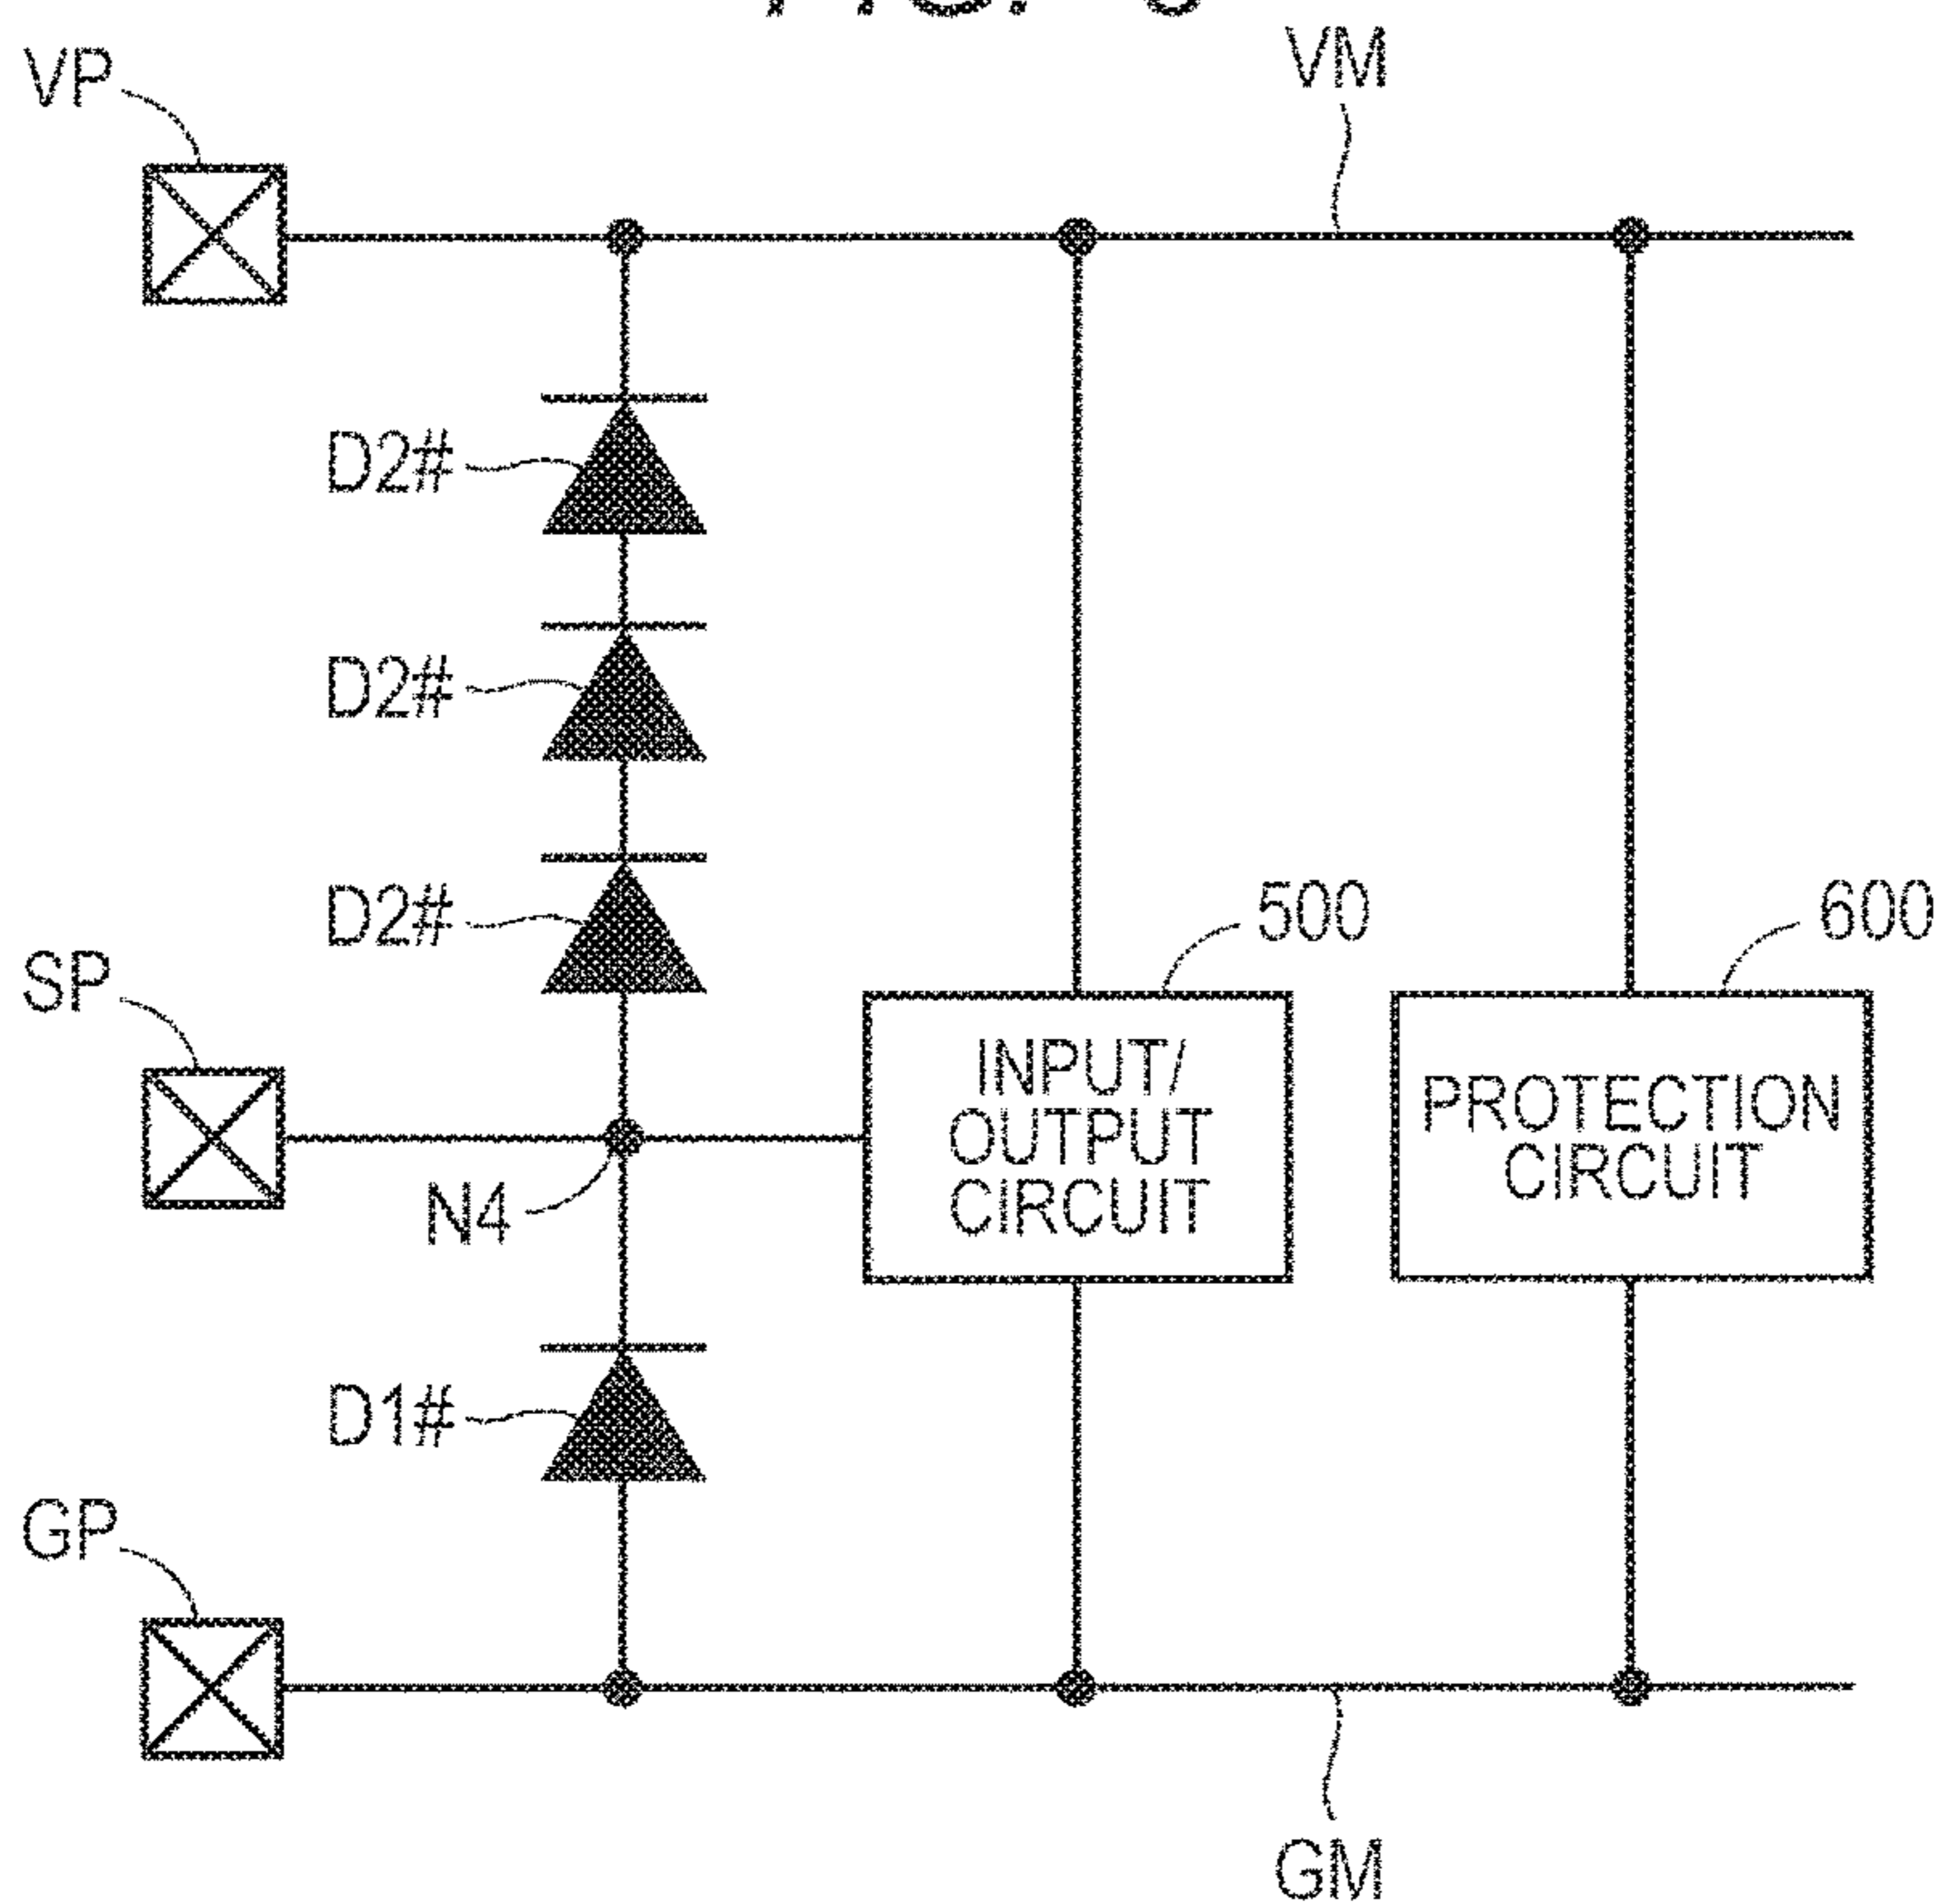 VP
VM
D2#
D2#
D2#
500
600
SP
INPUT/
OUTPUT
CIRCUIT
PROTECTION
CIRCUIT
N4
D1#
GP
GM